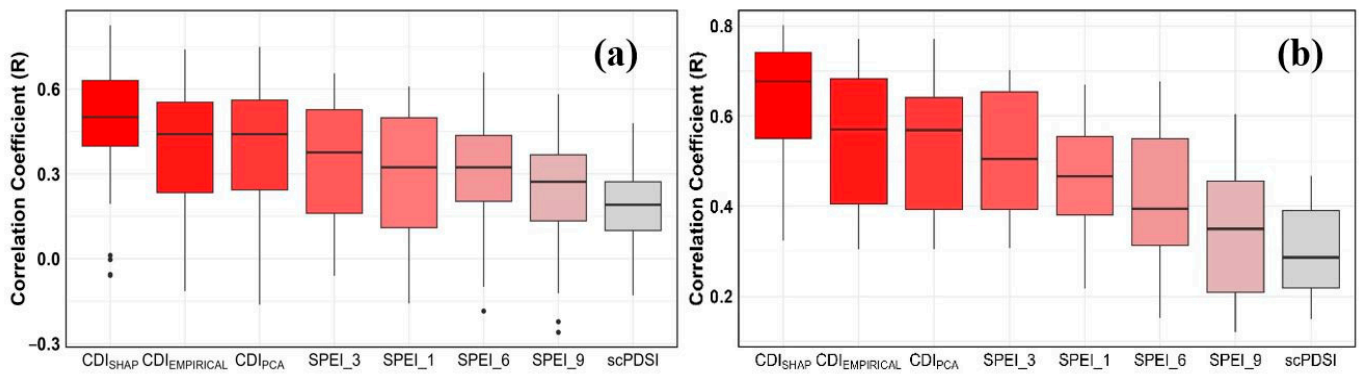 (a)
Correlation Coefficient (R)
0.6
0.3
0.0
−0.3
CDISHAP CDIEMPIRICAL CDIPCA SPEI_3 SPEI_1 SPEI_6 SPEI_9 scPDSI
(b)
Correlation Coefficient (R)
0.8
0.6
0.4
0.2
CDISHAP CDIEMPIRICAL CDIPCA SPEI_3 SPEI_1 SPEI_6 SPEI_9 scPDSI